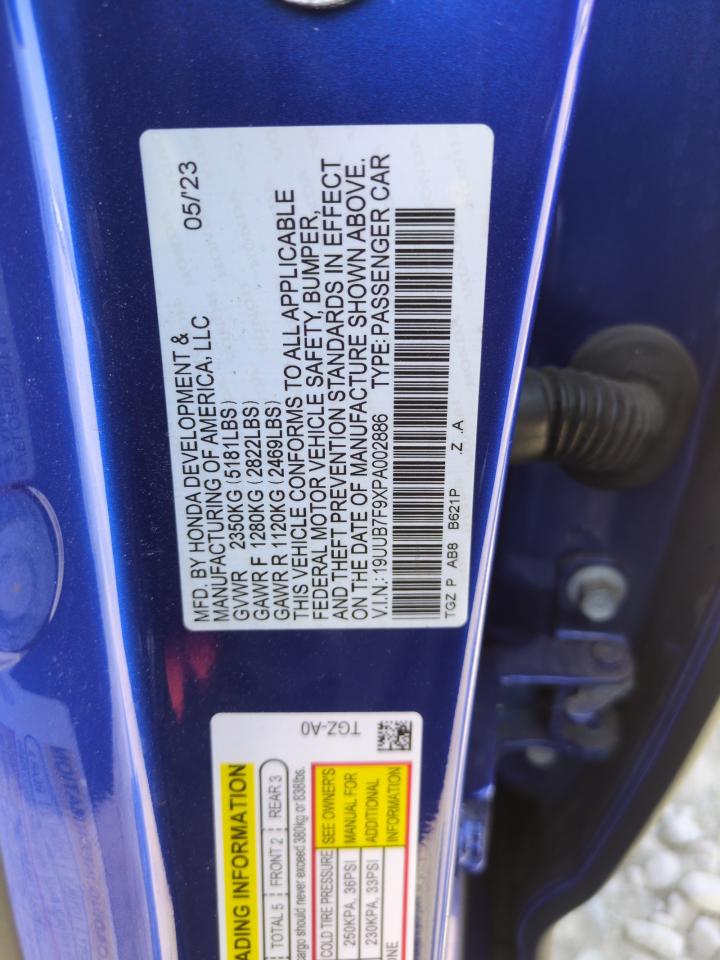 MFD. BY HONDA DEVELOPMENT & 05/'23
MANUFACTURING OF AMERICA, LLC
GVWR 2350KG (5181LBS)
GAWR F 1280KG (2822LBS)
GAWR R 1120KG (2469LBS)
THIS VEHICLE CONFORMS TO ALL APPLICABLE
FEDERAL MOTOR VEHICLE SAFETY, BUMPER,
AND THEFT PREVENTION STANDARDS IN EFFECT
ON THE DATE OF MANUFACTURE SHOWN ABOVE.
V.I.N.: 19UUB7F9XPA002886 TYPE: PASSENGER CAR
TGZ P AB8 B621P .Z .A
ADING INFORMATION
TOTAL 5 FRONT 2 REAR 3
cargo should never exceed 380kg or 838lbs.
COLD TIRE PRESSURE SEE OWNER'S
250KPA, 36PSI MANUAL FOR
230KPA, 33PSI ADDITIONAL
INFORMATION
NONE
TGZ-A0